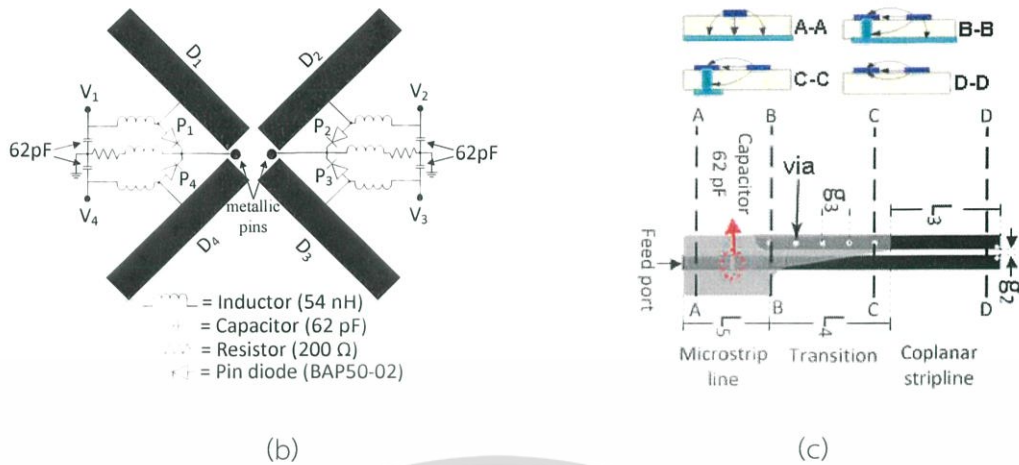 D1
D2
V1
V2
P1
P2
62pF
62pF
P4
P3
V4
V3
metallic
pins
D4
D3
= Inductor (54 nH)
= Capacitor (62 pF)
= Resistor (200 Ω)
= Pin diode (BAP50-02)
(b)
A-A
B-B
C-C
D-D
A
B
C
D
Capacitor
62 pF
via
g3
L3
Feed port
g2
A
B
C
D
L5
L4
Microstrip
line
Transition
Coplanar
stripline
(c)